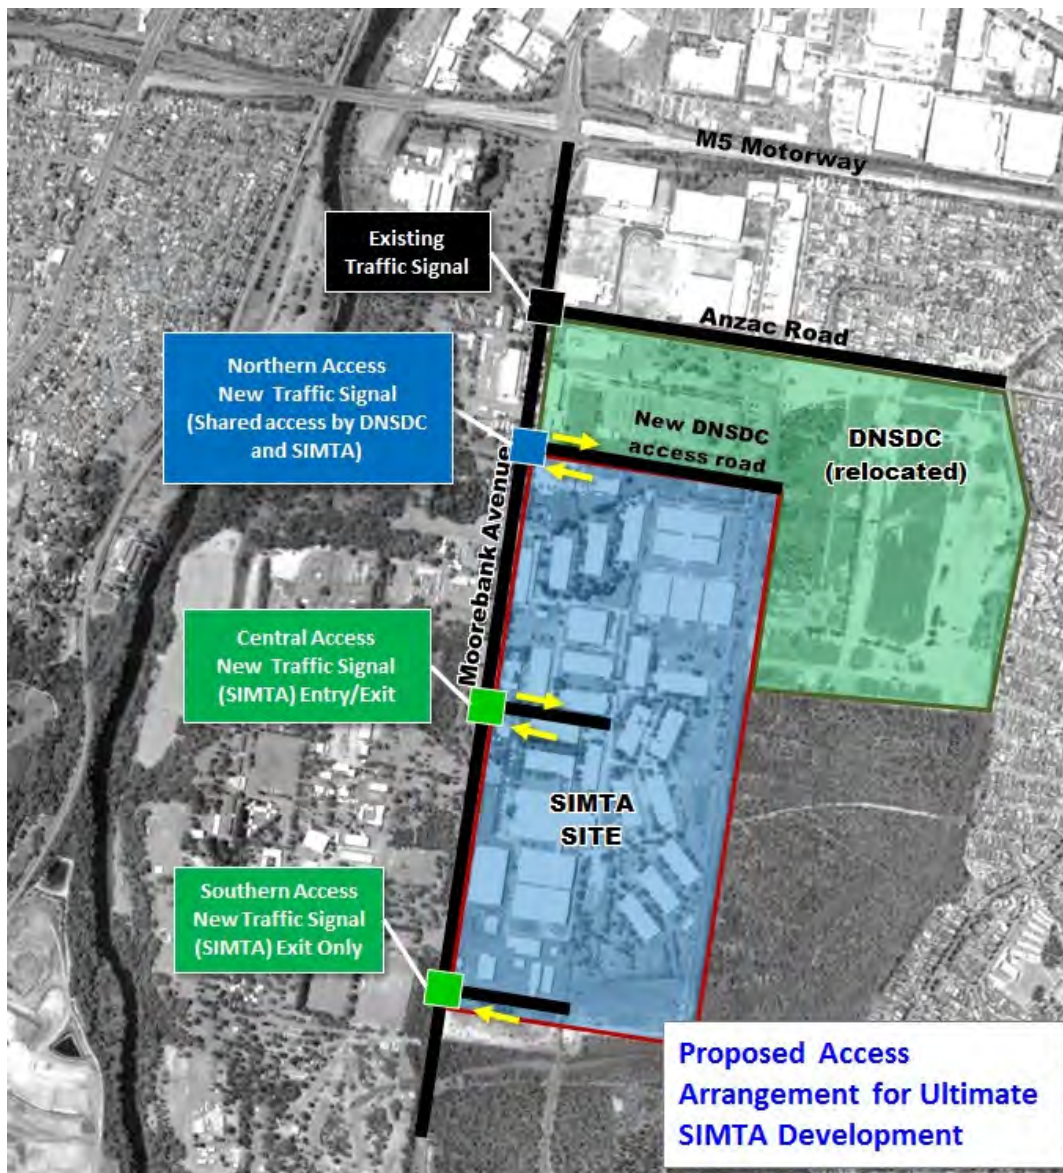 M5 Motorway
Existing
Traffic Signal
Anzac Road
Northern Access
New Traffic Signal
(Shared access by DNSDC
and SIMTA)
New DNSDC
access road
DNSDC
(relocated)
Moorebank Avenue
Central Access
New Traffic Signal
(SIMTA) Entry/Exit
SIMTA
SITE
Southern Access
New Traffic Signal
(SIMTA) Exit Only
Proposed Access
Arrangement for Ultimate
SIMTA Development